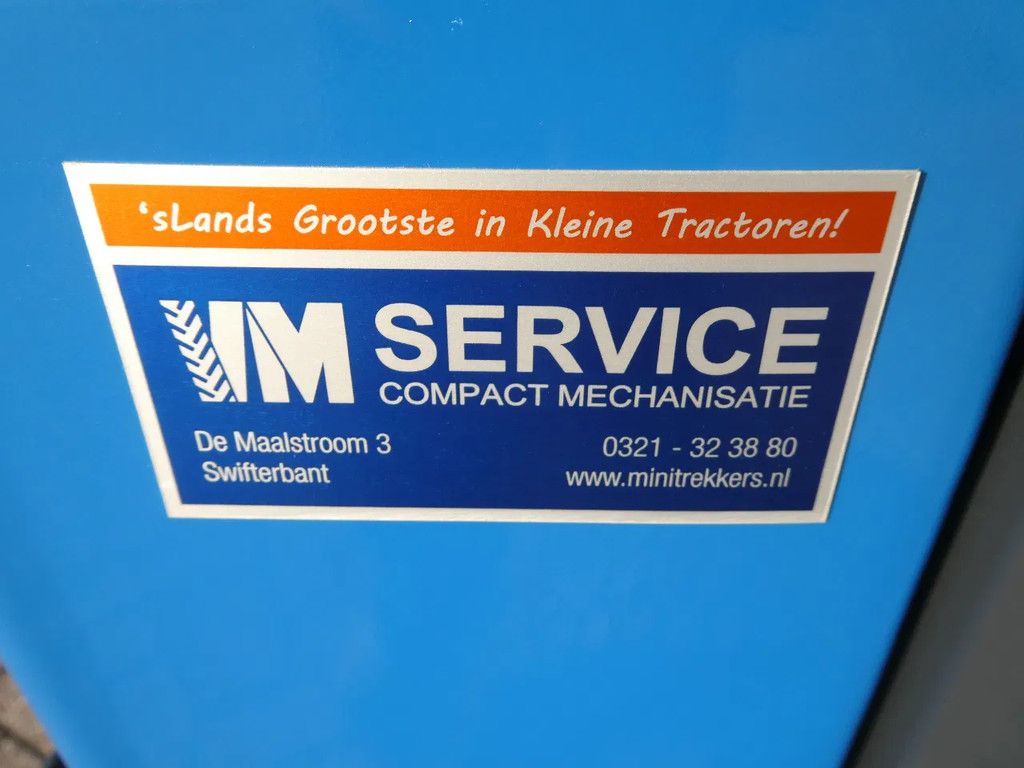 'sLands Grootste in Kleine Tractoren!
VM SERVICE
COMPACT MECHANISATIE
De Maalstroom 3
Swifterbant
0321 - 32 38 80
www.minitrekkers.nl